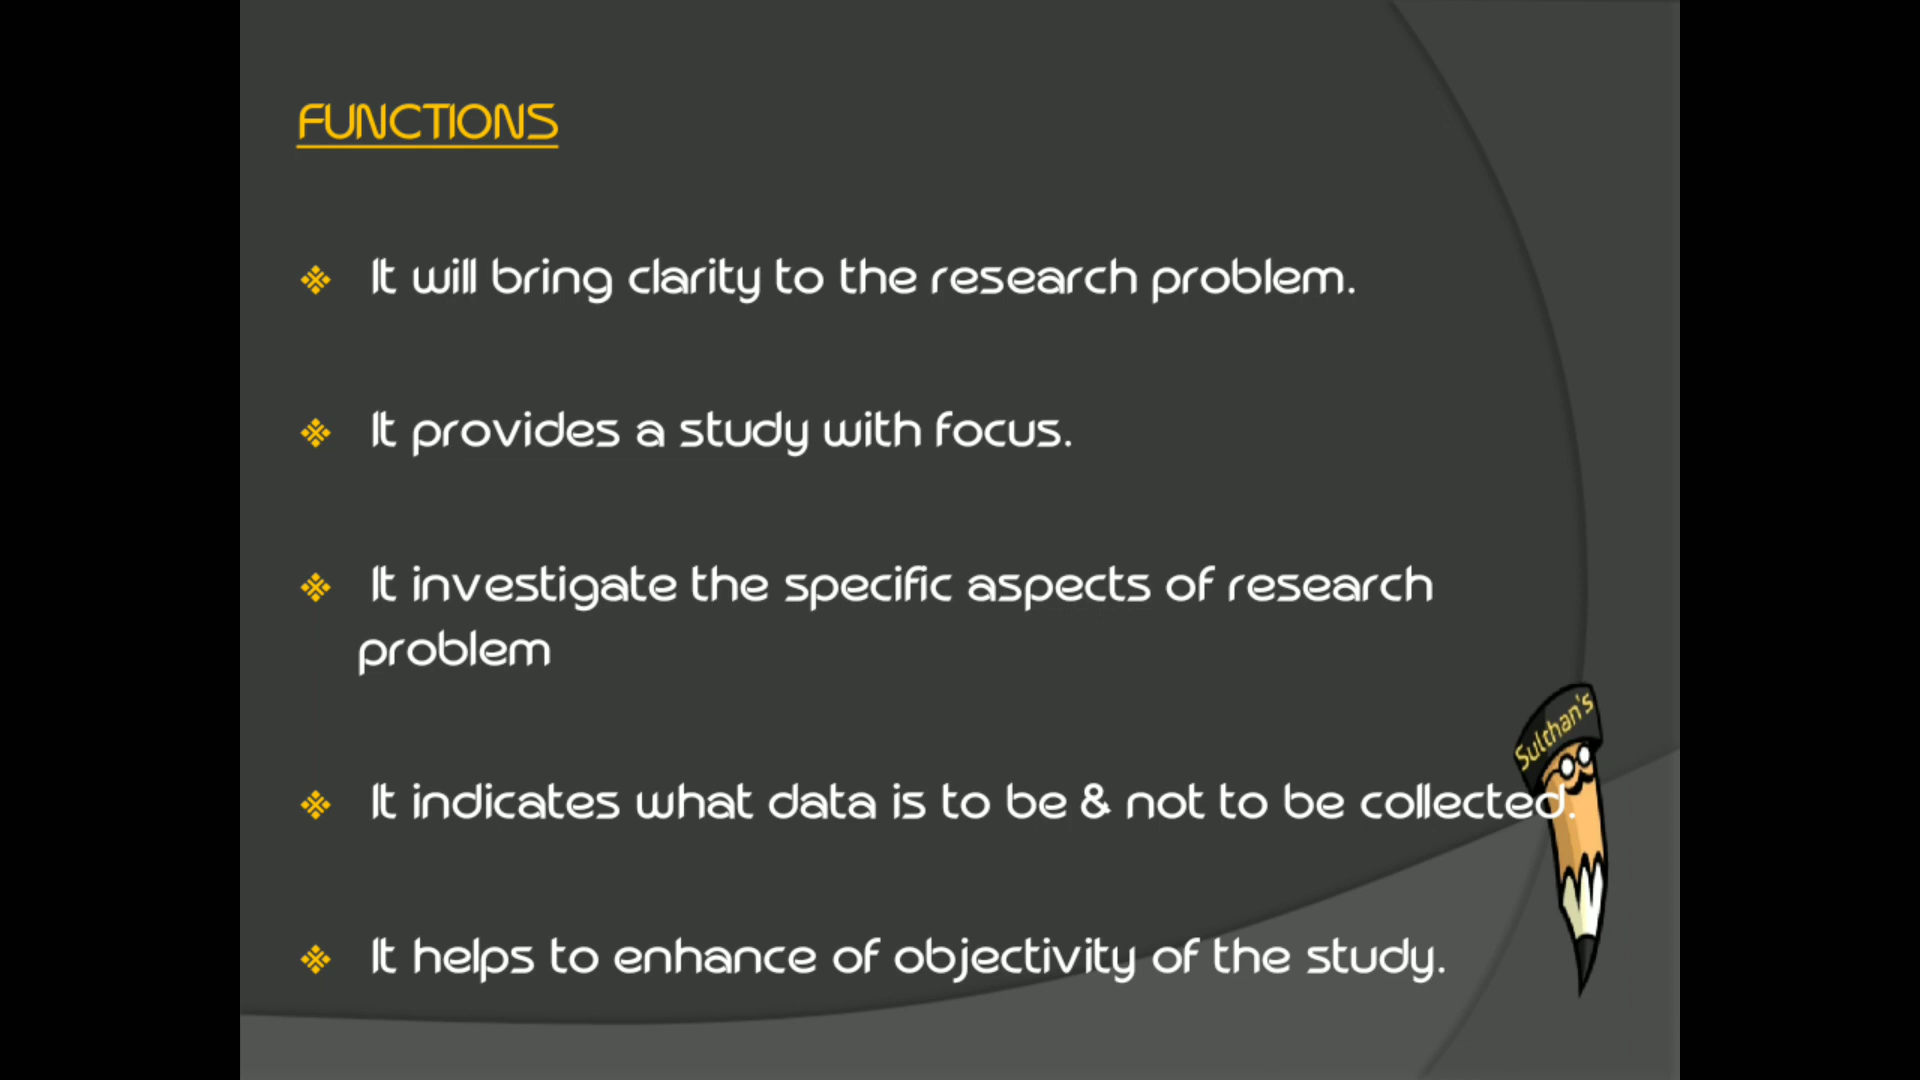 FUNCTIONS
It will bring clarity to the research problem.
It provides a study with focus.
It investigate the specific aspects of research
problem
Sulthan's
It indicates what data is to be & not to be collected.
It helps to enhance of objectivity of the study.